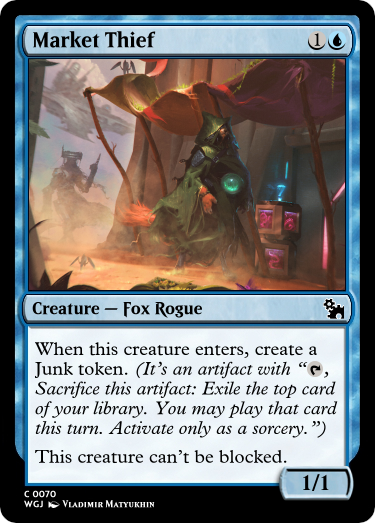 Market Thief 1
Creature — Fox Rogue
When this creature enters, create a
Junk token. (It's an artifact with “,
Sacrifice this artifact: Exile the top card
of your library. You may play that card
this turn. Activate only as a sorcery.”)
This creature can't be blocked.
1/1
C 0070
WGJ Vladimir Matyukhin